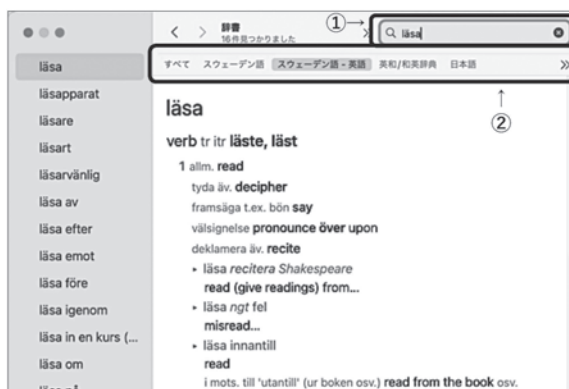 辞書
16件見つかりました
①→
läsa
すべて スウェーデン語 スウェーデン語 - 英語 英和/和英辞典 日本語
↑
②
läsa
läsapparat
läsare
läsart
läsarvänlig
läsa av
läsa efter
läsa emot
läsa före
läsa igenom
läsa in en kurs (...
läsa om
läsa
verb tr itr läste, läst
1 allm. read
tyda äv. decipher
framsäga t.ex. bön say
välsignelse pronounce över upon
deklamera äv. recite
▸ läsa recitera Shakespeare
read (give readings) from...
▸ läsa ngt fel
misread...
▸ läsa innantill
read
i mots. till 'utantill' (ur boken osv.) read from the book osv.